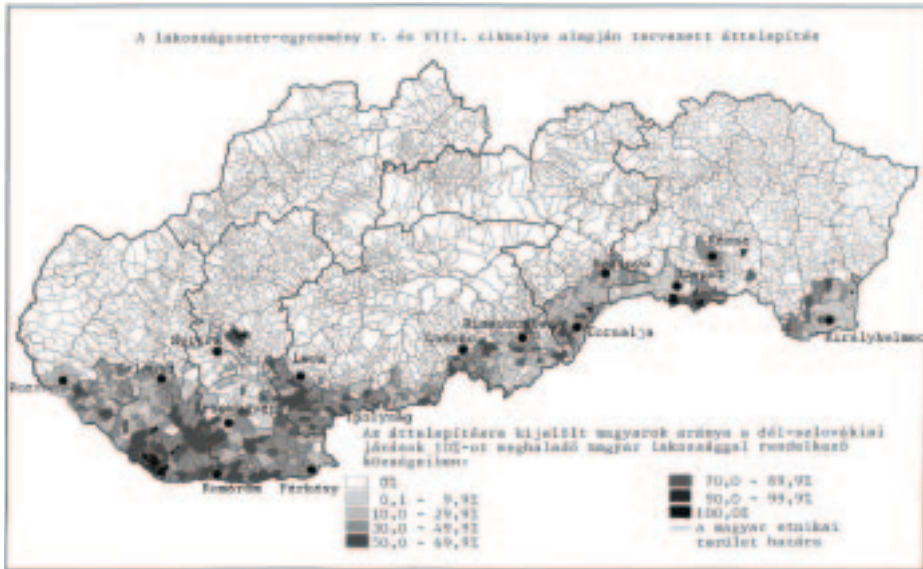 A lakosságcsere-egyezmény V. és VIII. cikkelye alapján tervezett áttelepítés
Kassa
Rimaszombat
Tornalja
Királyhelmec
Nyitra
Léva
Pozsony
Ipolyság
Komárom Párkány
Az áttelepítésre kijelölt magyarok aránya a dél-szlovákiai
járások 10%-ot meghaladó magyar lakossággal rendelkező
községeiben:
0%
0,1 - 9,9%
10,0 - 29,9%
30,0 - 49,9%
50,0 - 69,9%
70,0 - 89,9%
90,0 - 99,9%
100,0%
a magyar etnikai
terület határa